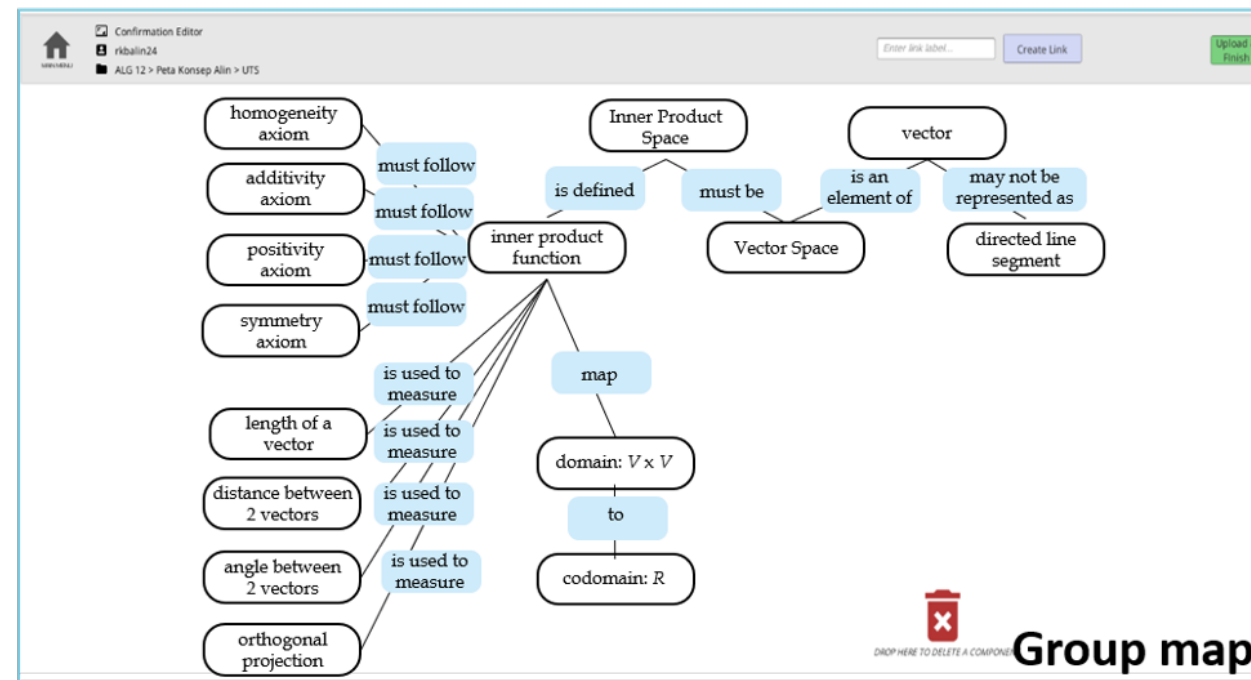 Confirmation Editor
rkbalin24
ALG 12 > Peta Konsep Alin > UTS
MAIN MENU
Enter link label...
Create Link
Upload
Finish
homogeneity
axiom
must follow
additivity
axiom
must follow
positivity
axiom
must follow
symmetry
axiom
must follow
Inner Product
Space
is defined
must be
inner product
function
Vector Space
vector
is an
element of
may not be
represented as
directed line
segment
is used to
measure
length of a
vector
is used to
measure
distance between
2 vectors
is used to
measure
angle between
2 vectors
is used to
measure
orthogonal
projection
map
domain: V x V
to
codomain: R
DROP HERE TO DELETE A COMPONE
Group map